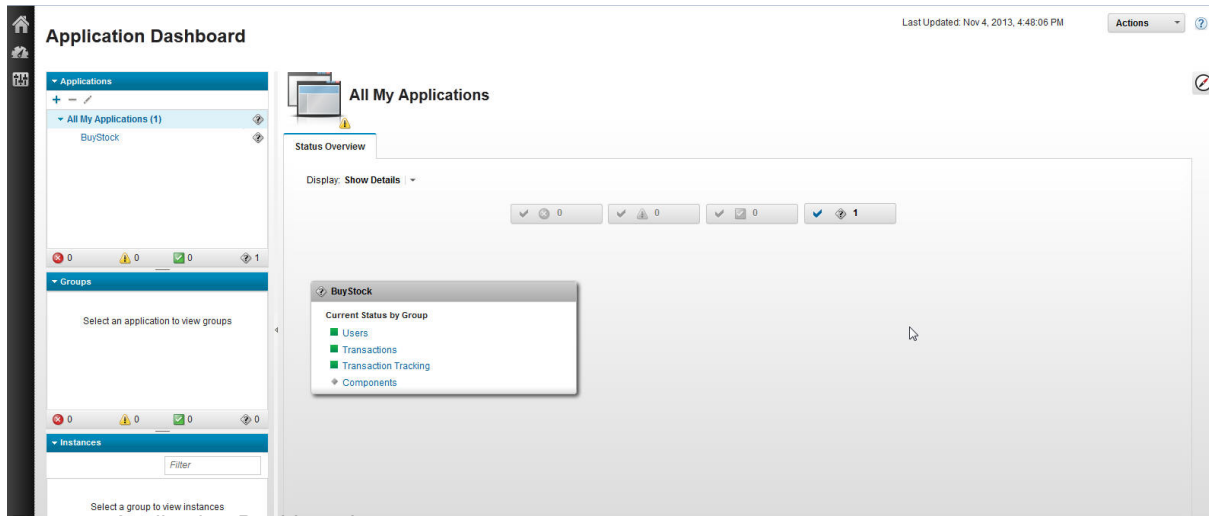 Last Updated: Nov 4, 2013, 4:48:06 PM
Actions
Application Dashboard
Applications
All My Applications (1)
BuyStock
0 0 0 1
Groups
Select an application to view groups
0 0 0 0
Instances
Filter
Select a group to view instances
All My Applications
Status Overview
Display: Show Details
0 0 0 1
BuyStock
Current Status by Group
Users
Transactions
Transaction Tracking
Components